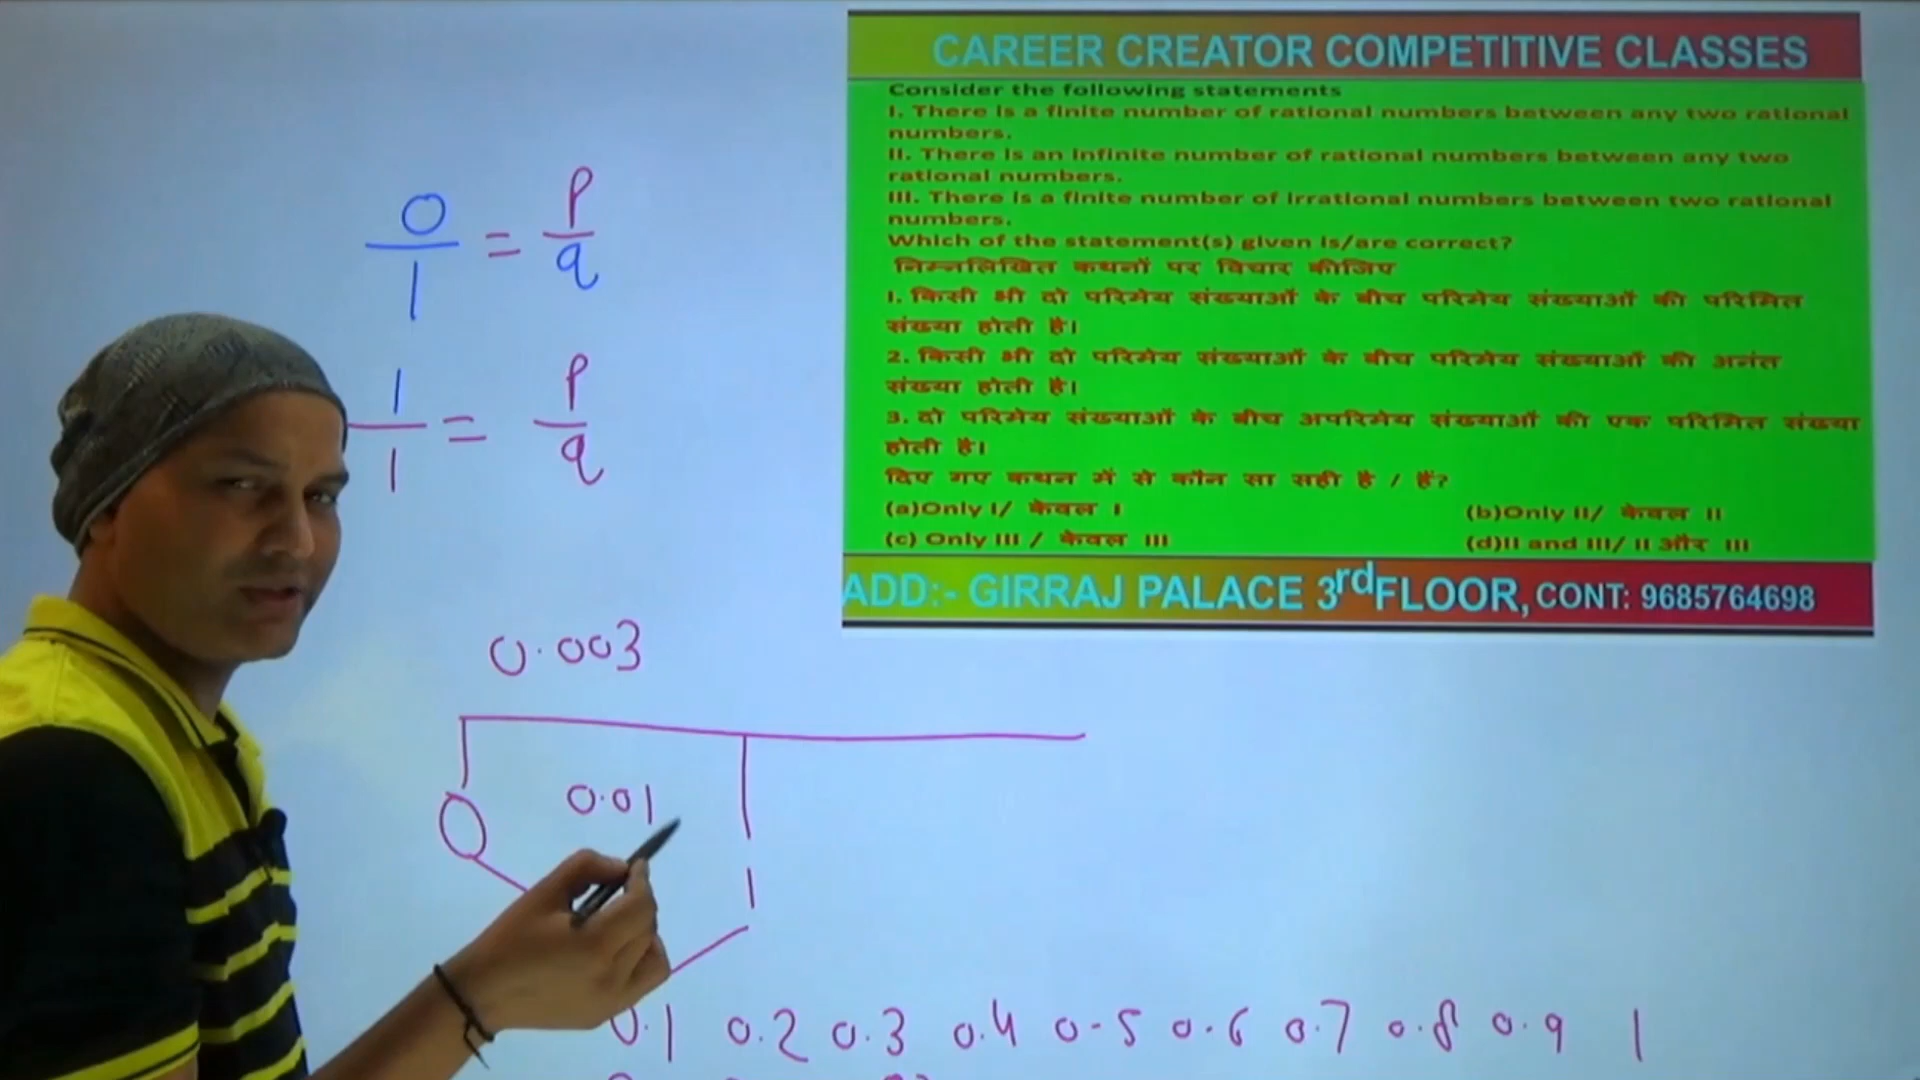 CAREER CREATOR COMPETITIVE CLASSES
Consider the following statements
I. There is a finite number of rational numbers between any two rational
numbers.
II. There is an infinite number of rational numbers between any two
rational numbers.
III. There is a finite number of irrational numbers between two rational
numbers.
Which of the statement(s) given is/are correct?
निम्नलिखित कथनों पर विचार कीजिए
1. किसी भी दो परिमेय संख्याओं के बीच परिमेय संख्याओं की परिमित
संख्या होती है।
2. किसी भी दो परिमेय संख्याओं के बीच परिमेय संख्याओं की अनंत
संख्या होती है।
3. दो परिमेय संख्याओं के बीच अपरिमेय संख्याओं की एक परिमित संख्या
होती है।
दिए गए कथन में से कौन सा सही है / हैं?
(a)Only I/ केवल I (b)Only II/ केवल II
(c) Only III / केवल III (d)II and III/ II और III
ADD:- GIRRAJ PALACE 3rdFLOOR, CONT: 9685764698
0/1 = p/q
1/1 = p/q
0.003
0.01
0 1
0.1 0.2 0.3 0.4 0.5 0.6 0.7 0.8 0.9 1